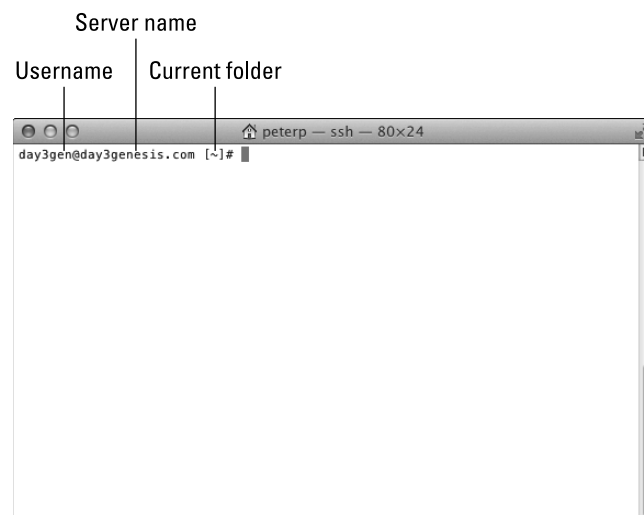 Server name
Username
Current folder
peterp — ssh — 80×24
day3gen@day3genesis.com [~]#